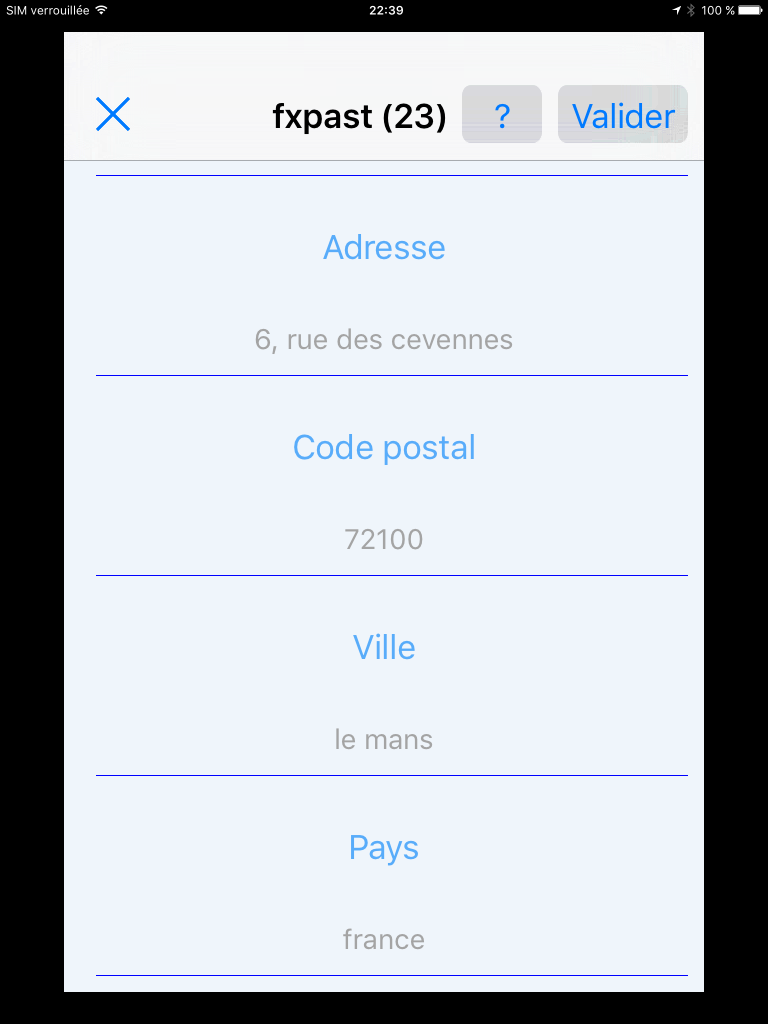 SIM verrouillée 22:39 100 %
fxpast (23) ? Valider
Adresse
6, rue des cevennes
Code postal
72100
Ville
le mans
Pays
france